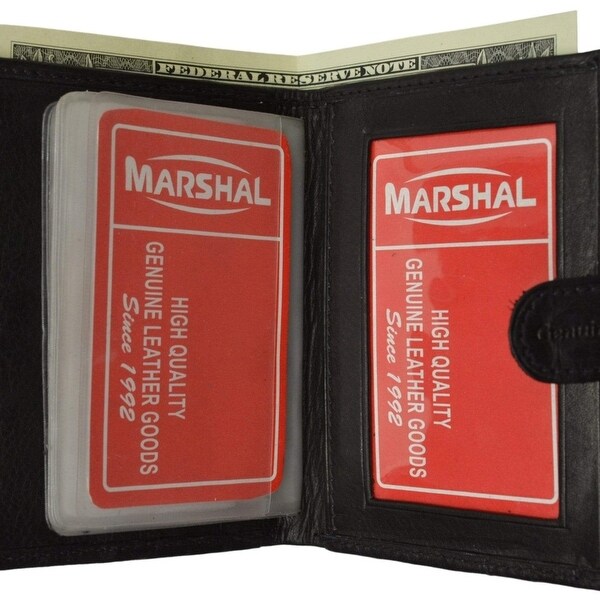 FEDERAL RESERVE NOTE
MARSHAL
HIGH QUALITY
GENUINE LEATHER GOODS
Since 1992
MARSHAL
HIGH QUALITY
GENUINE LEATHER GOODS
Since 1992